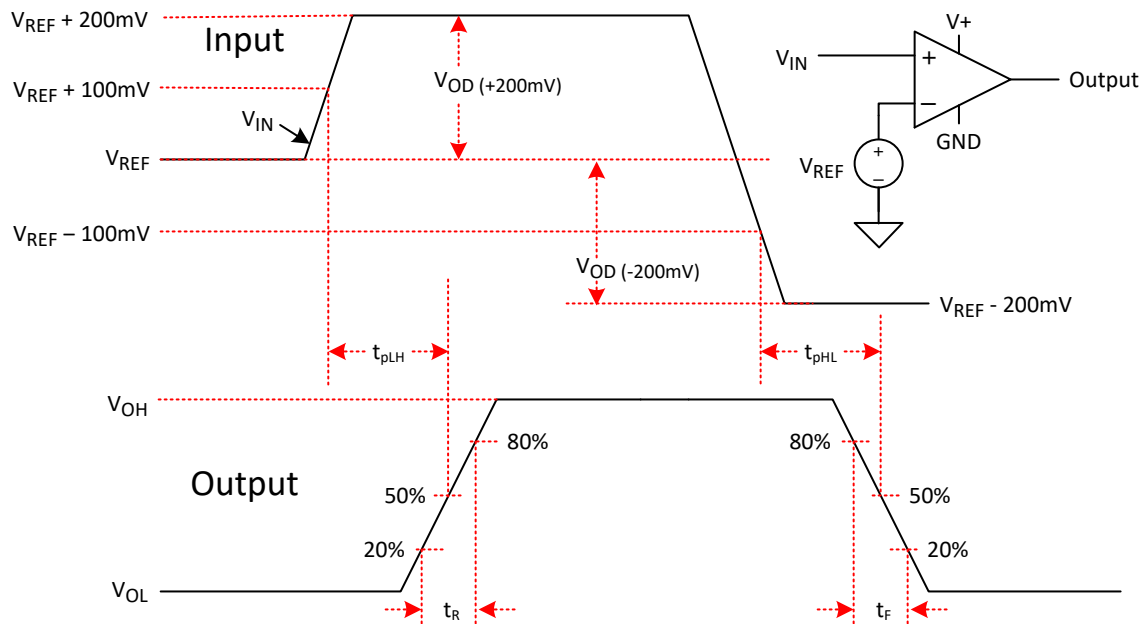 VREF + 200mV
Input
V+
VIN
+
−
Output
GND
VREF
+
−
VREF + 100mV
VOD (+200mV)
VIN
VREF
VREF – 100mV
VOD (-200mV)
VREF - 200mV
tpLH
tpHL
VOH
80%
80%
Output
50%
50%
20%
20%
VOL
tR
tF